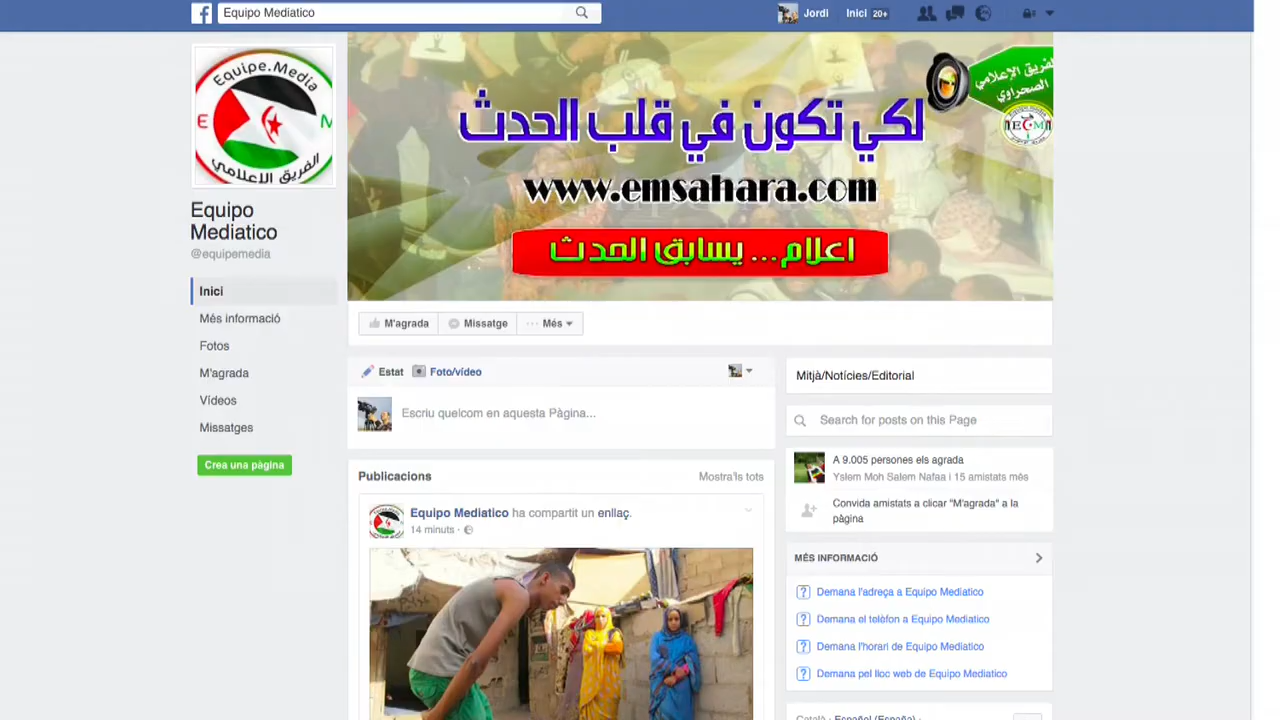 Equipo Mediatico
Jordi
Inici 20+
Equipe.Media
E M
الفريق الإعلامي
الفريق الإعلامي
الصحراوي
لكي تكون في قلب الحدث
www.emsahara.com
اعلام... يسابق الحدث
Equipo
Mediatico
@equipemedia
Inici
Més informació
Fotos
M'agrada
Vídeos
Missatges
Crea una pàgina
M'agrada
Missatge
··· Més
Estat
Foto/vídeo
Escriu quelcom en aquesta Pàgina...
Publicacions
Mostra'ls tots
Equipo Mediatico ha compartit un enllaç.
14 minuts ·
Mitjà/Notícies/Editorial
Search for posts on this Page
A 9.005 persones els agrada
Yslem Moh Salem Nafaa i 15 amistats més
Convida amistats a clicar "M'agrada" a la
pàgina
MÉS INFORMACIÓ
? Demana l'adreça a Equipo Mediatico
? Demana el telèfon a Equipo Mediatico
? Demana l'horari de Equipo Mediatico
? Demana pel lloc web de Equipo Mediatico
Català · Español (España) ·